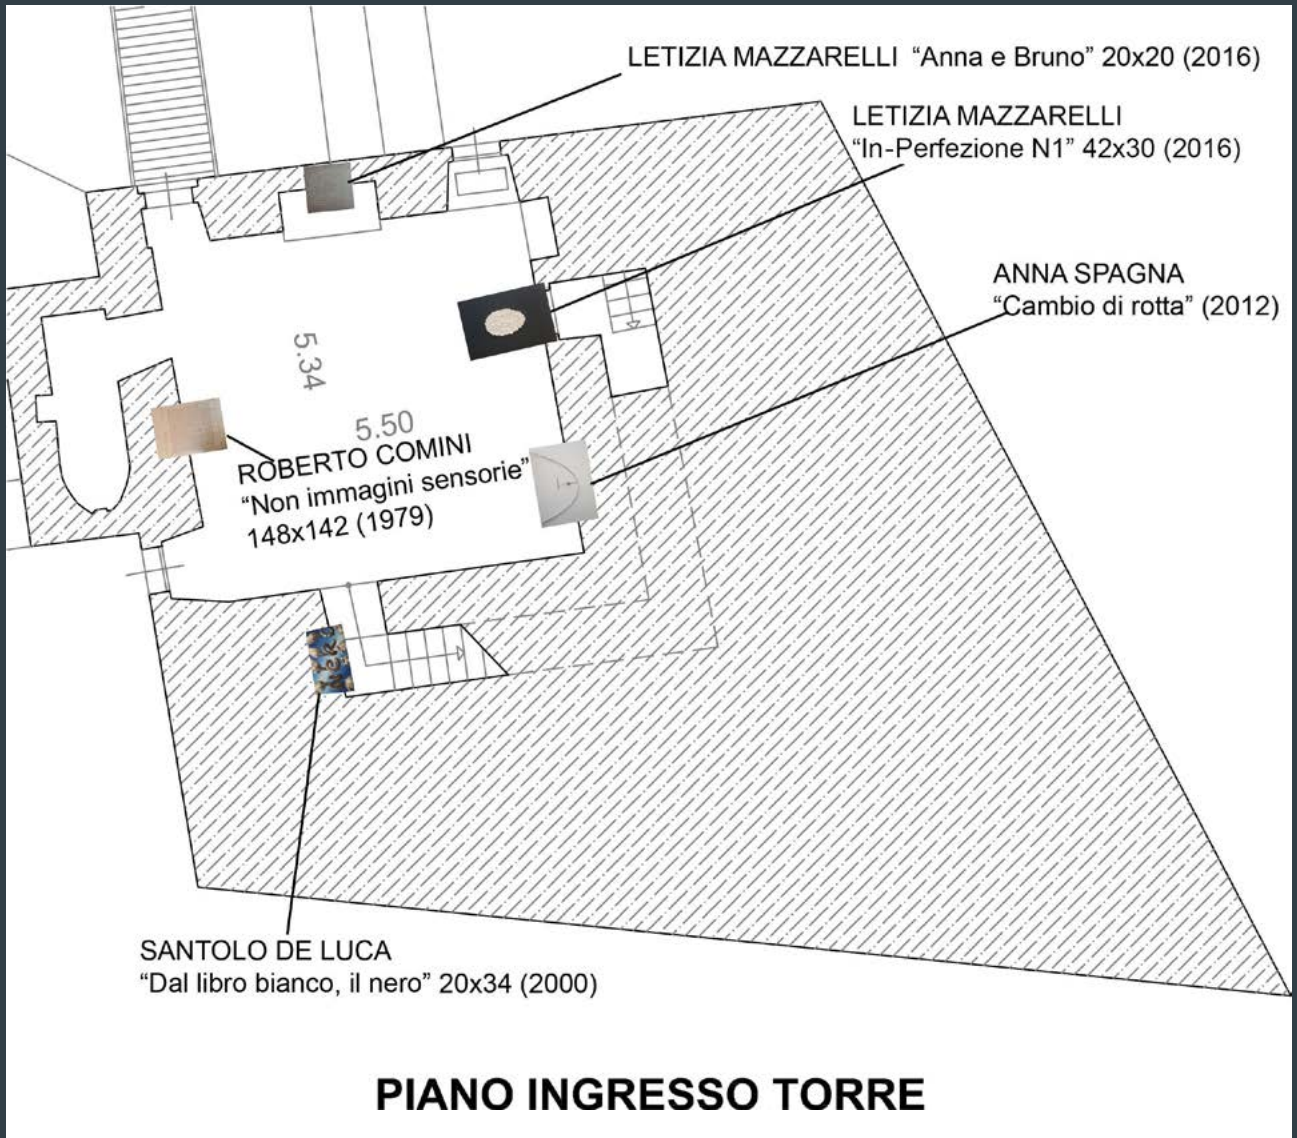 LETIZIA MAZZARELLI “Anna e Bruno” 20x20 (2016)
LETIZIA MAZZARELLI
“In-Perfezione N1” 42x30 (2016)
ANNA SPAGNA
“Cambio di rotta” (2012)
5.34
5.50
ROBERTO COMINI
“Non immagini sensorie”
148x142 (1979)
NERO
SANTOLO DE LUCA
“Dal libro bianco, il nero” 20x34 (2000)
PIANO INGRESSO TORRE